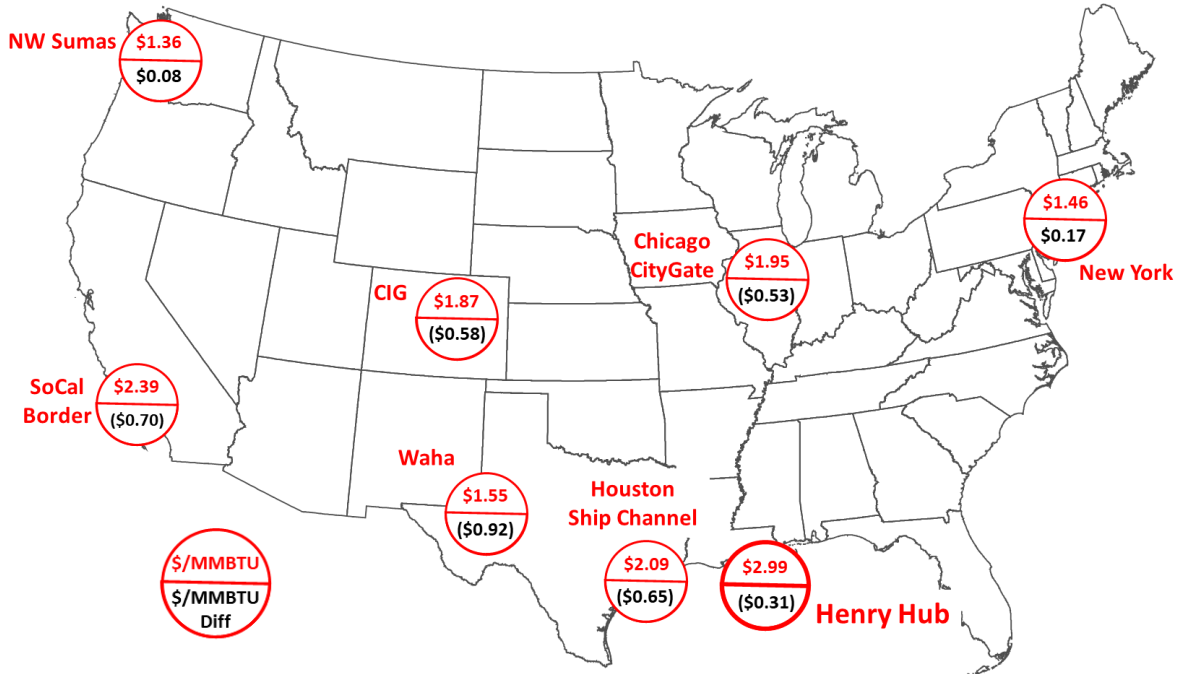 NW Sumas
$1.36
$0.08
$1.46
$0.17
New York
Chicago
CityGate
$1.95
($0.53)
CIG
$1.87
($0.58)
SoCal
Border
$2.39
($0.70)
Waha
$1.55
($0.92)
Houston
Ship Channel
$2.09
($0.65)
$2.99
($0.31)
Henry Hub
$/MMBTU
$/MMBTU
Diff